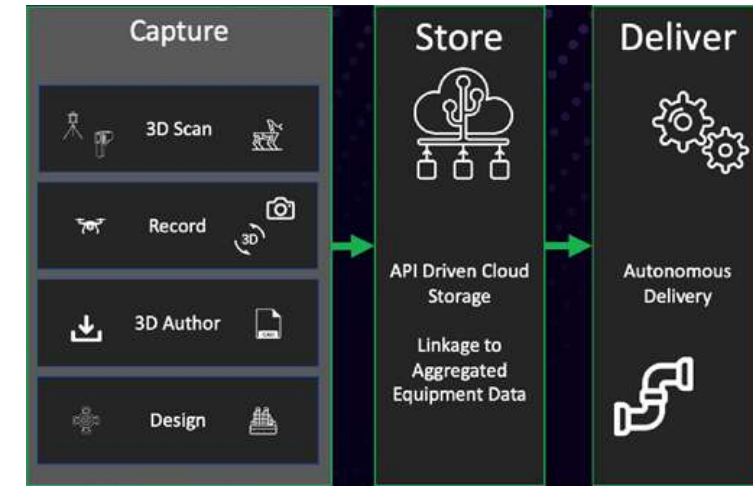 Capture
3D Scan
Record
3D
3D Author
Design
Store
API Driven Cloud
Storage
Linkage to
Aggregated
Equipment Data
Deliver
Autonomous
Delivery